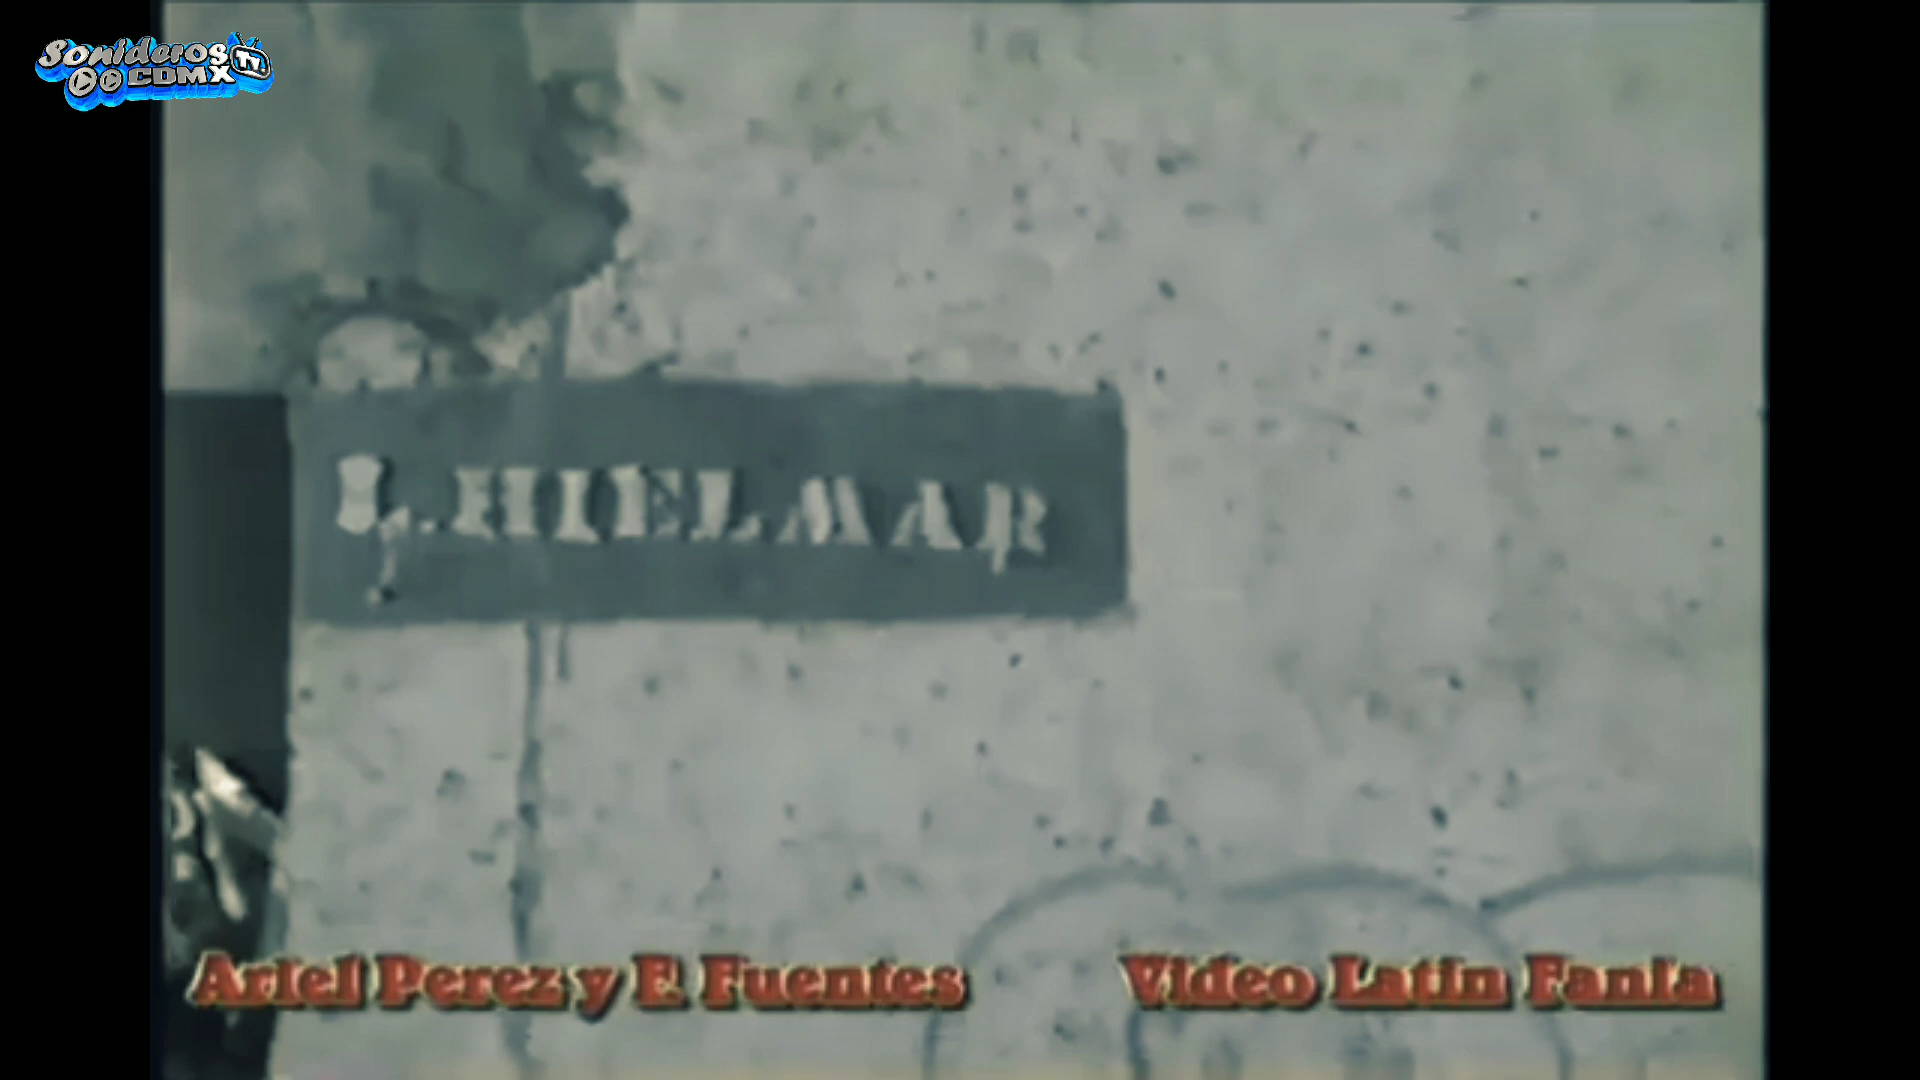 Sonideros TV
CDMX
L. HIELMAR
Ariel Perez y F. Fuentes
Video Latin Fania